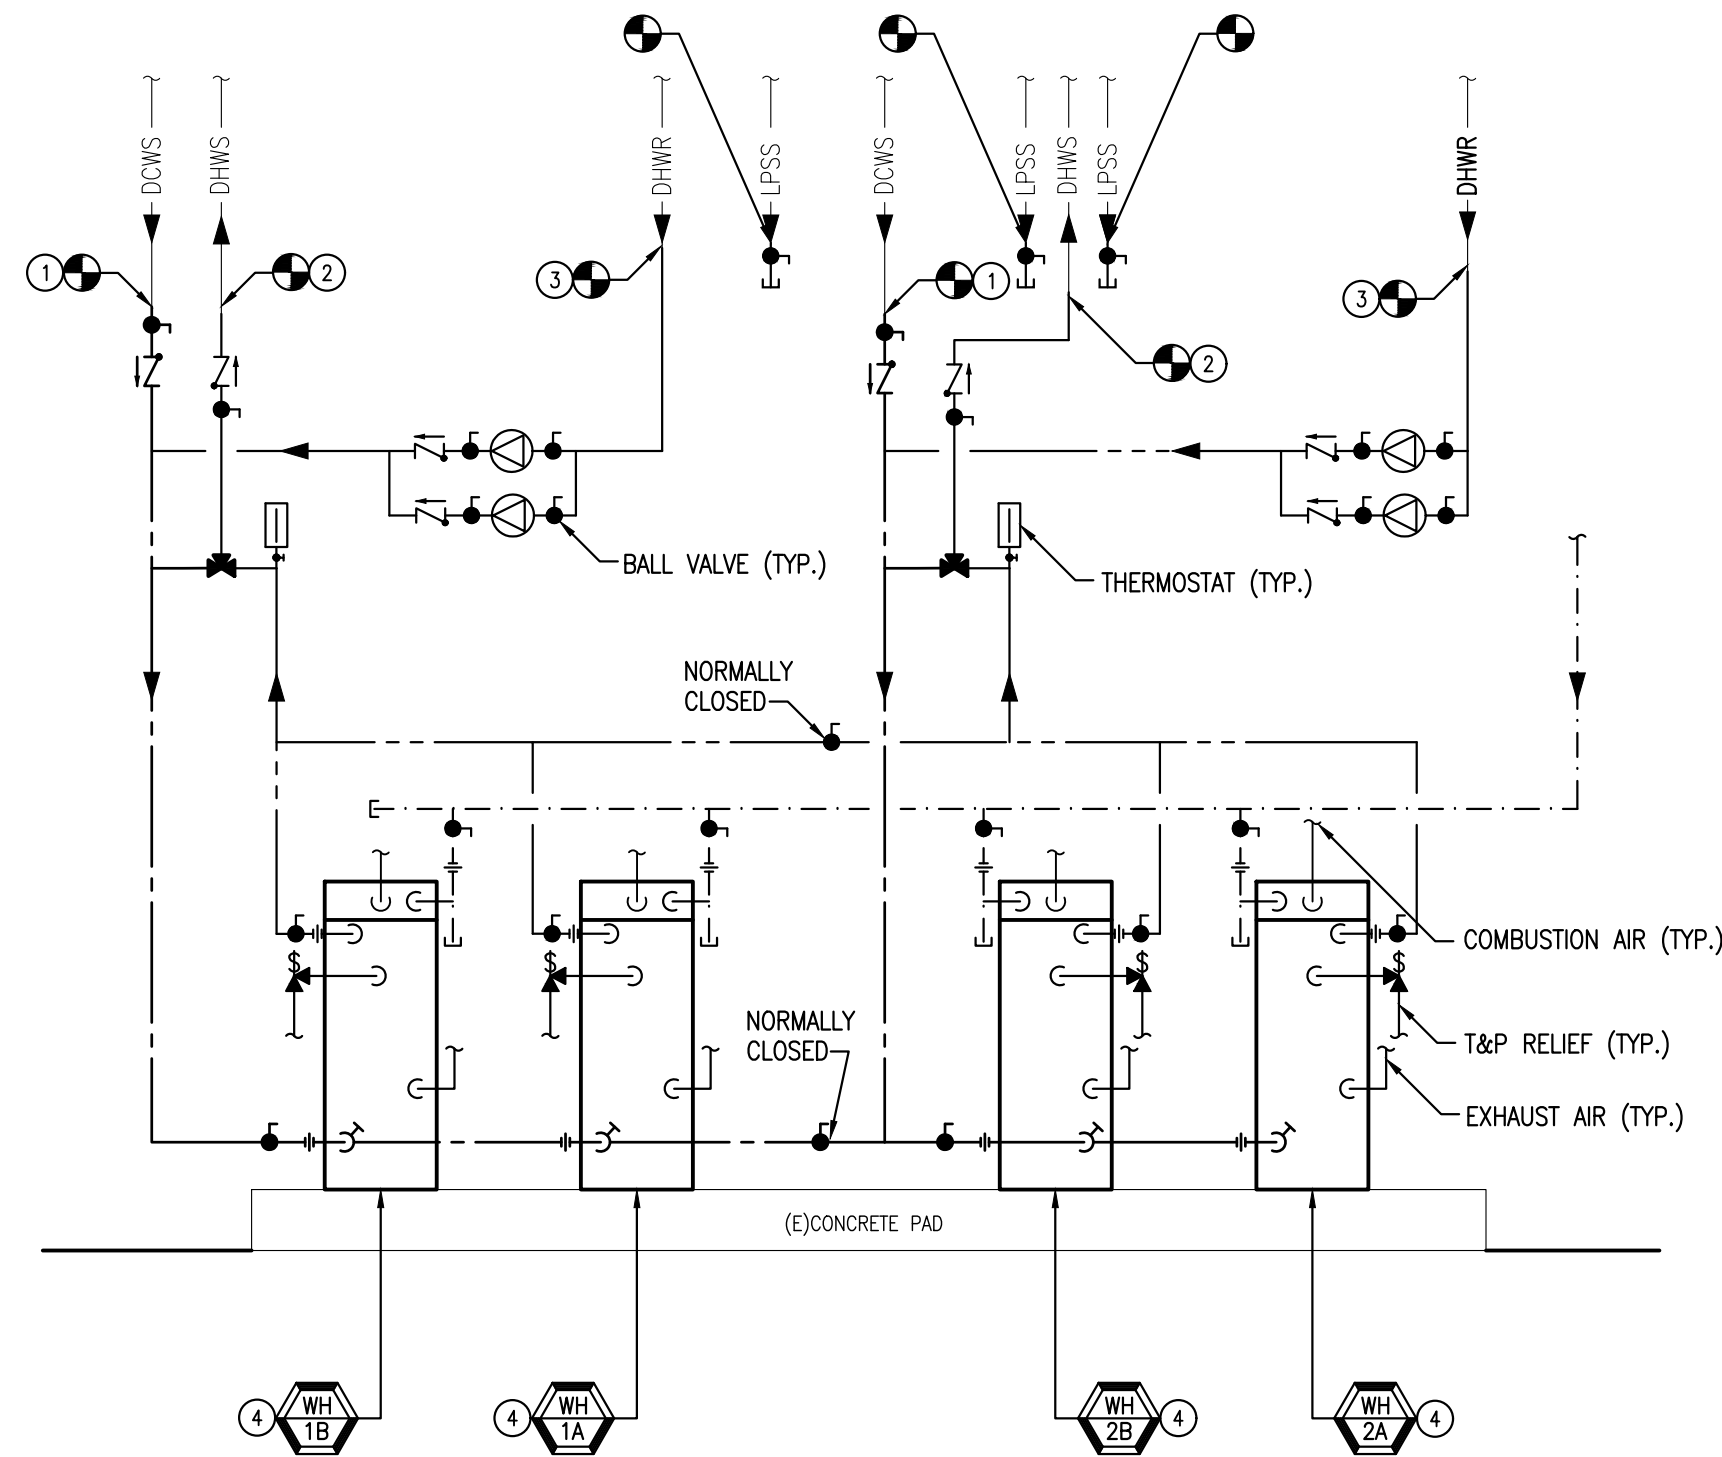 DCWS
DHWS
DHWR
LPSS
DCWS
LPSS
DHWS
LPSS
DHWR
1
2
3
1
3
2
BALL VALVE (TYP.)
THERMOSTAT (TYP.)
NORMALLY
CLOSED
COMBUSTION AIR (TYP.)
$
$
$
$
NORMALLY
CLOSED
T&P RELIEF (TYP.)
EXHAUST AIR (TYP.)
(E)CONCRETE PAD
4
WH
1B
4
WH
1A
WH
2B
4
WH
2A
4